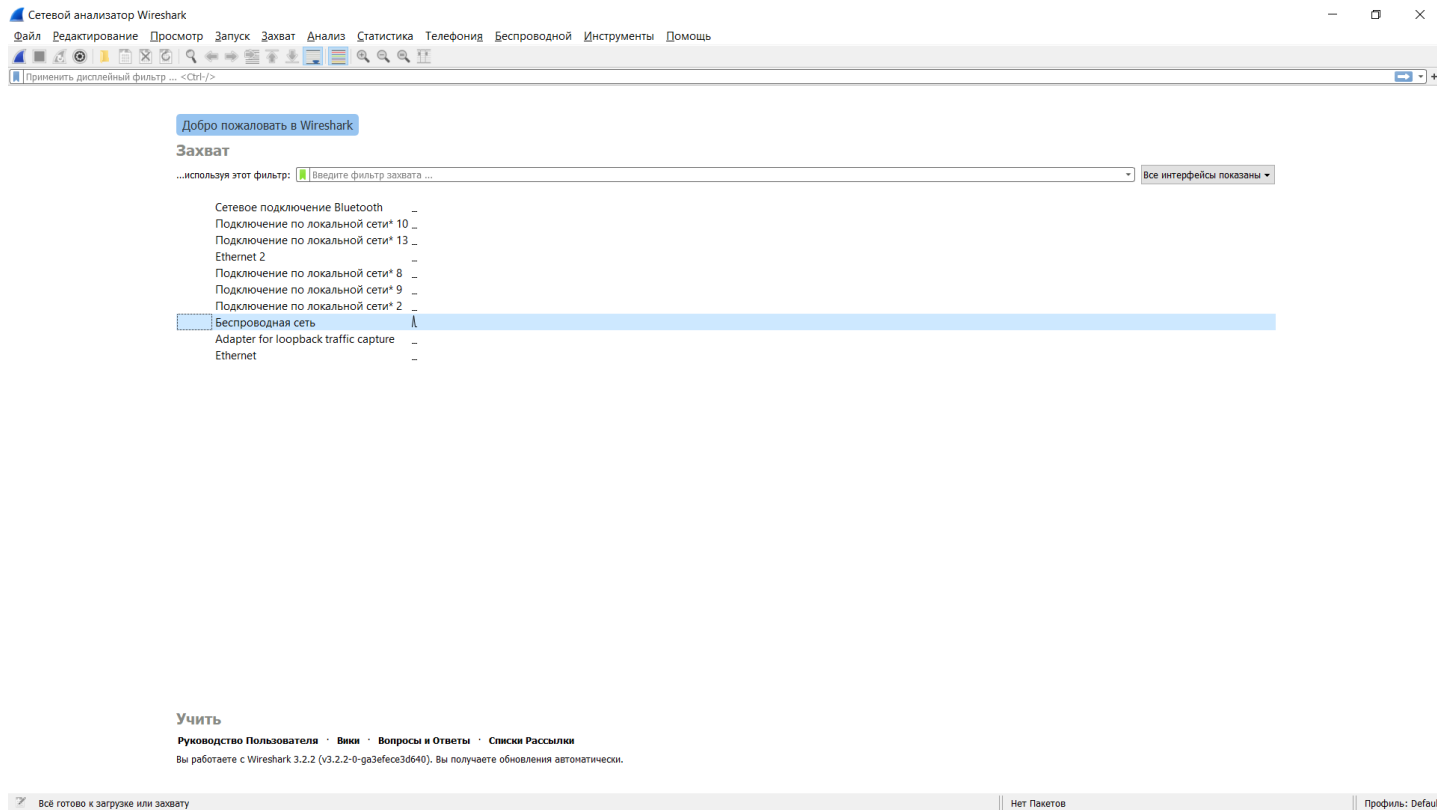 Сетевой анализатор Wireshark
Файл Редактирование Просмотр Запуск Захват Анализ Статистика Телефония Беспроводной Инструменты Помощь
Применить дисплейный фильтр ... <Ctrl-/>
+
Добро пожаловать в Wireshark
Захват
...используя этот фильтр: Введите фильтр захвата ... Все интерфейсы показаны
Сетевое подключение Bluetooth
Подключение по локальной сети* 10
Подключение по локальной сети* 13
Ethernet 2
Подключение по локальной сети* 8
Подключение по локальной сети* 9
Подключение по локальной сети* 2
Беспроводная сеть
Adapter for loopback traffic capture
Ethernet
Учить
Руководство Пользователя · Вики · Вопросы и Ответы · Списки Рассылки
Вы работаете с Wireshark 3.2.2 (v3.2.2-0-ga3efece3d640). Вы получаете обновления автоматически.
Всё готово к загрузке или захвату Нет Пакетов Профиль: Defau